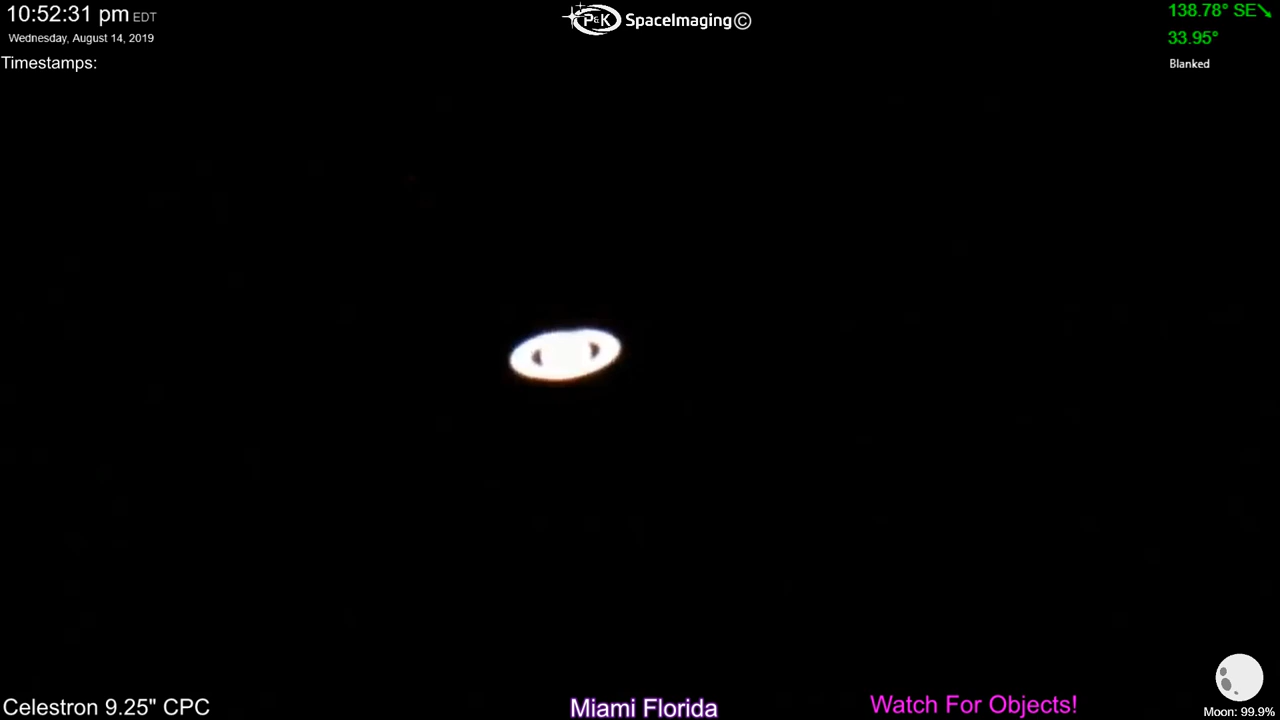 10:52:31 pm EDT
Wednesday, August 14, 2019
Timestamps:
P&K SpaceImaging©
138.78° SE↘
33.95°
Blanked
Celestron 9.25" CPC
Miami Florida
Watch For Objects!
Moon: 99.9%